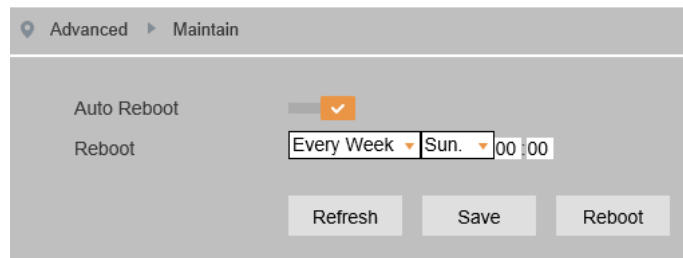 Advanced Maintain
Auto Reboot
Reboot Every Week Sun. 00 :00
Refresh Save Reboot